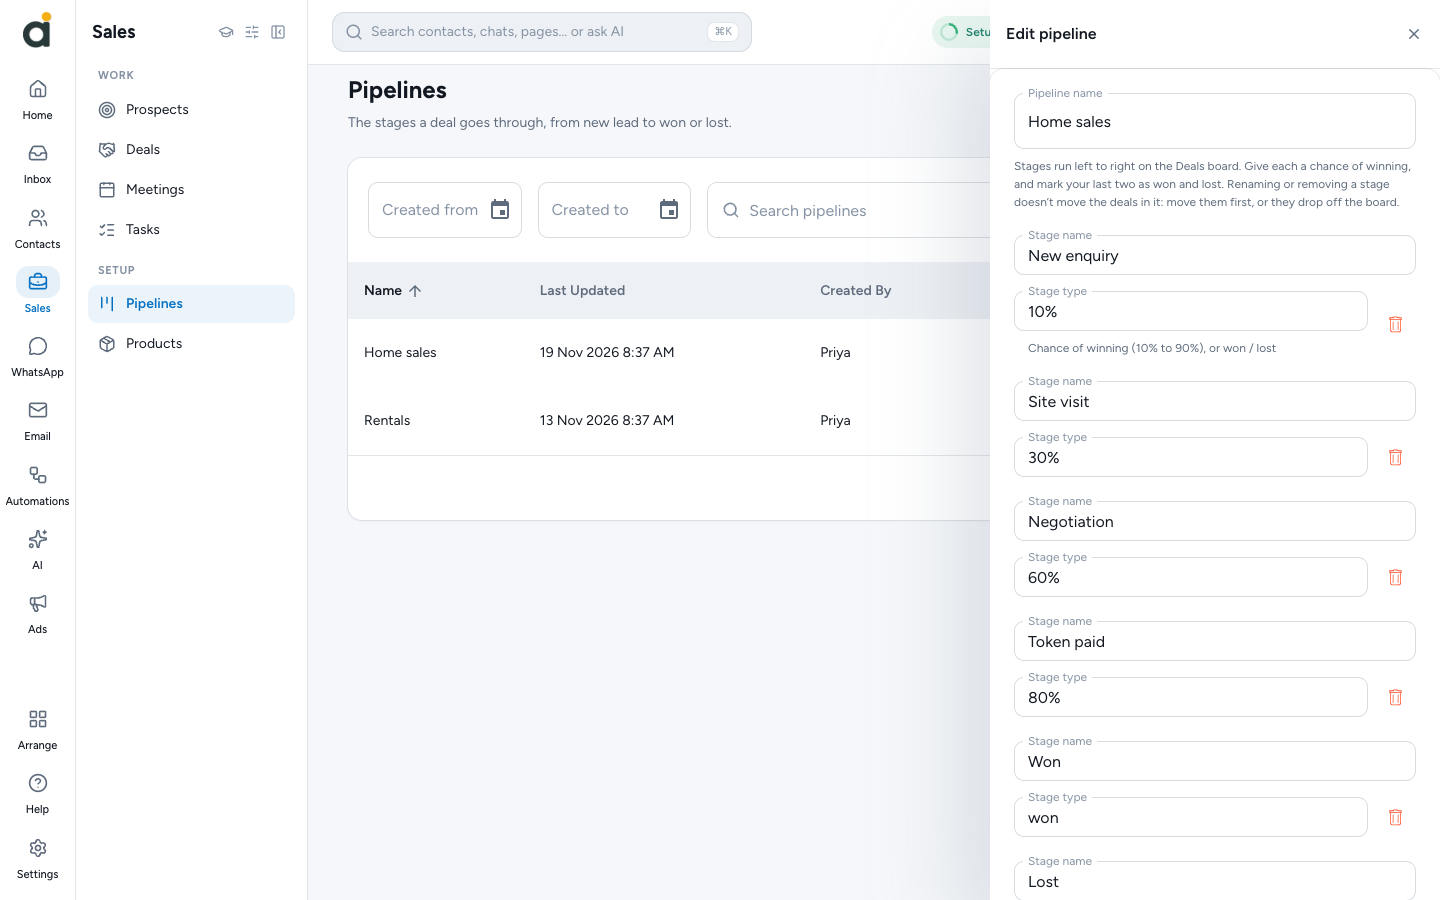 Sales
Search contacts, chats, pages... or ask AI
⌘K
Setu
Edit pipeline
Home
Inbox
Contacts
Sales
WhatsApp
Email
Automations
AI
Ads
Arrange
Help
Settings
WORK
Prospects
Deals
Meetings
Tasks
SETUP
Pipelines
Products
Pipelines
The stages a deal goes through, from new lead to won or lost.
Created from
Created to
Search pipelines
Name
Last Updated
Created By
Home sales
19 Nov 2026 8:37 AM
Priya
Rentals
13 Nov 2026 8:37 AM
Priya
Pipeline name
Home sales
Stages run left to right on the Deals board. Give each a chance of winning,
and mark your last two as won and lost. Renaming or removing a stage
doesn't move the deals in it: move them first, or they drop off the board.
Stage name
New enquiry
Stage type
10%
Chance of winning (10% to 90%), or won / lost
Stage name
Site visit
Stage type
30%
Stage name
Negotiation
Stage type
60%
Stage name
Token paid
Stage type
80%
Stage name
Won
Stage type
won
Stage name
Lost